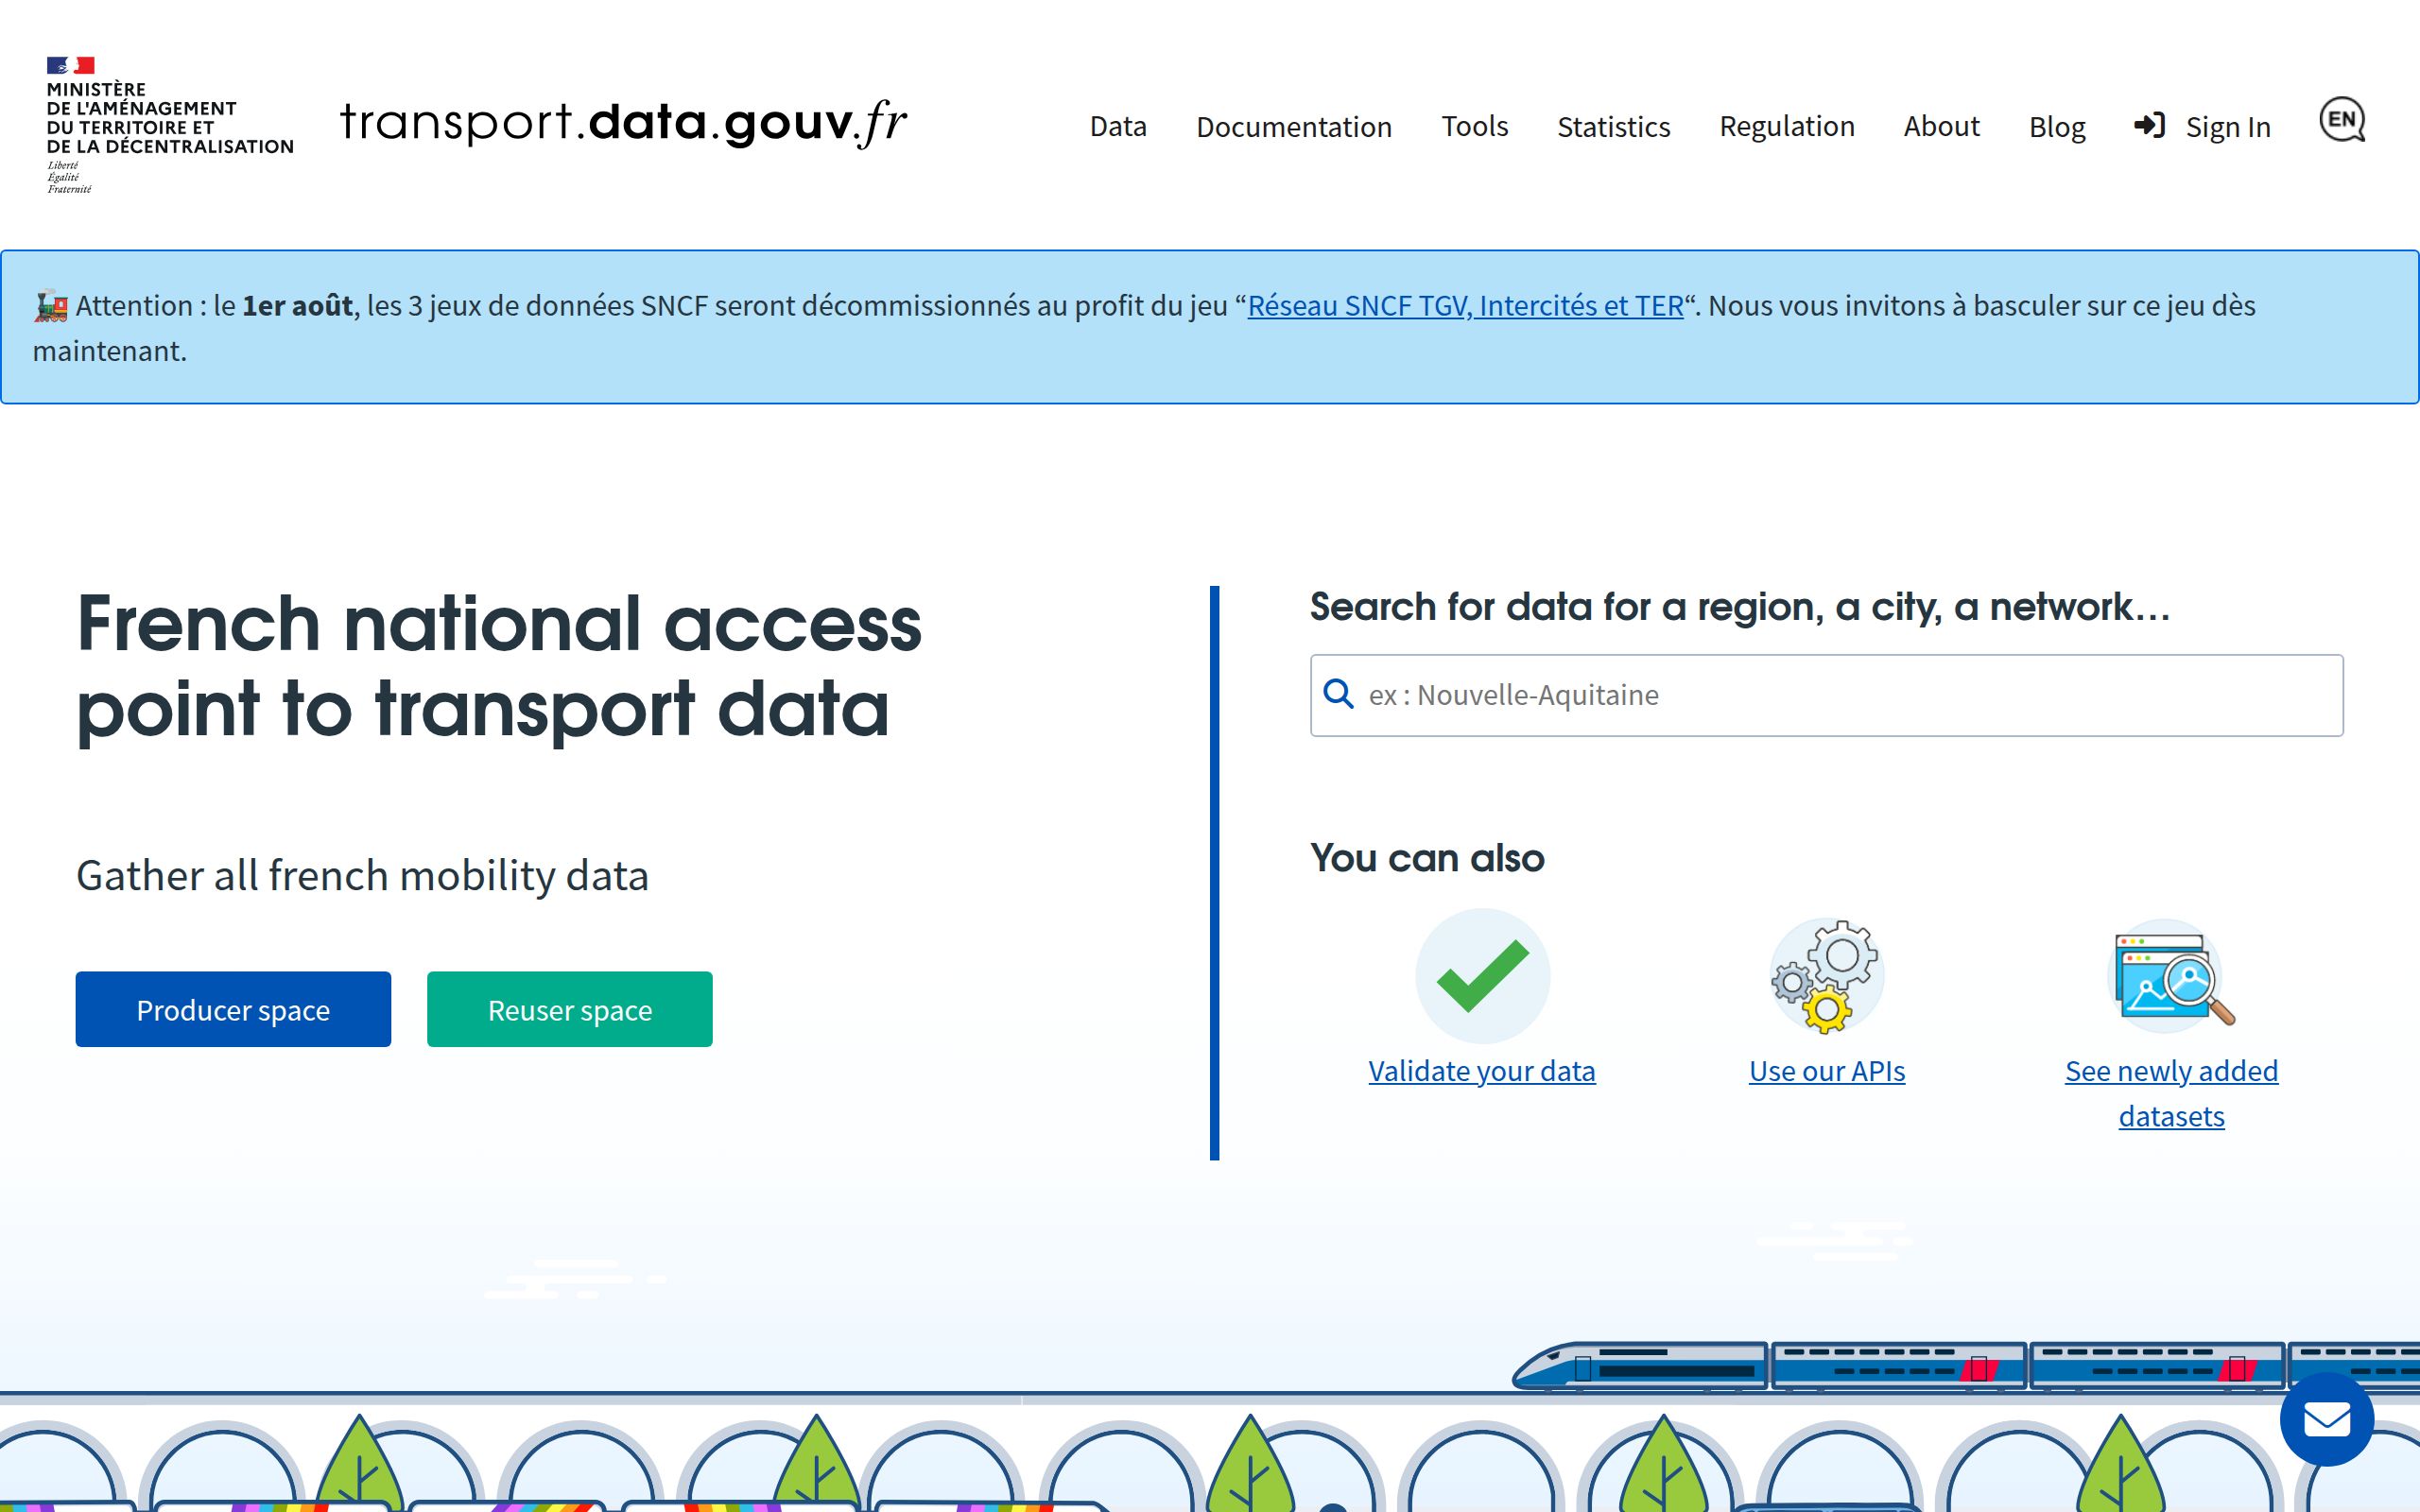 MINISTÈRE
DE L'AMÉNAGEMENT
DU TERRITOIRE ET
DE LA DÉCENTRALISATION
Liberté
Égalité
Fraternité
transport.data.gouv.fr
Data Documentation Tools Statistics Regulation About Blog Sign In EN
Attention : le 1er août, les 3 jeux de données SNCF seront décommissionnés au profit du jeu “Réseau SNCF TGV, Intercités et TER“. Nous vous invitons à basculer sur ce jeu dès
maintenant.
French national access
point to transport data
Gather all french mobility data
Producer space Reuser space
Search for data for a region, a city, a network…
ex : Nouvelle-Aquitaine
You can also
Validate your data Use our APIs See newly added
datasets